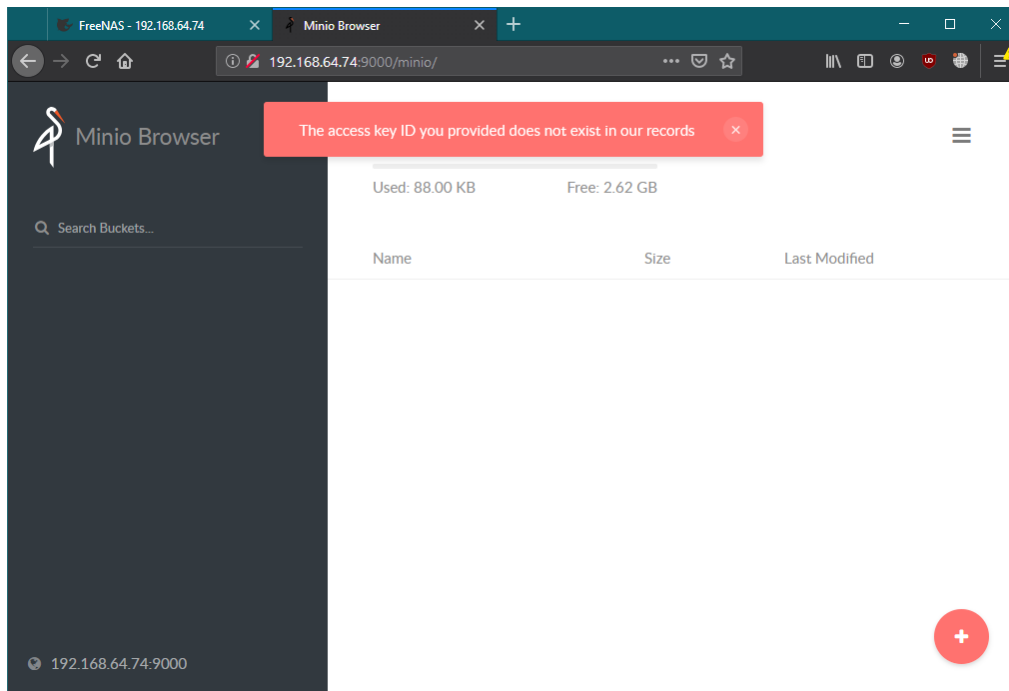 FreeNAS - 192.168.64.74
Minio Browser
192.168.64.74:9000/minio/
Minio Browser
The access key ID you provided does not exist in our records
Used: 88.00 KB Free: 2.62 GB
Search Buckets...
Name Size Last Modified
192.168.64.74:9000